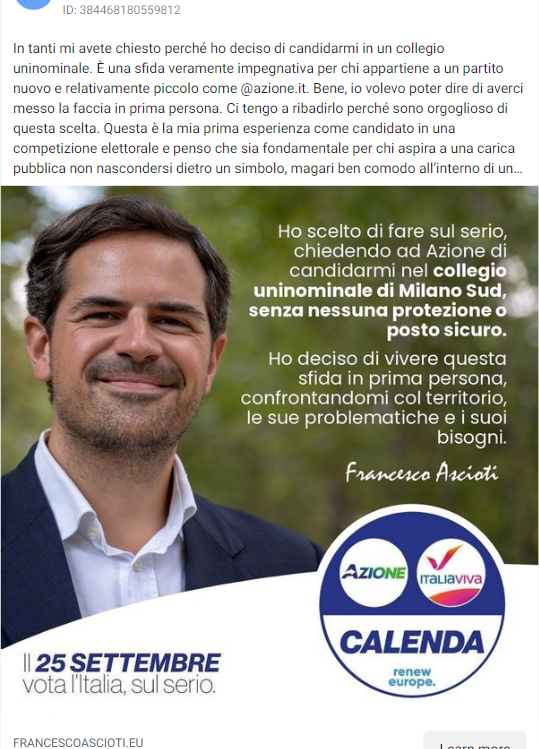 ID: 384468180559812
In tanti mi avete chiesto perché ho deciso di candidarmi in un collegio
uninominale. È una sfida veramente impegnativa per chi appartiene a un partito
nuovo e relativamente piccolo come @azione.it. Bene, io volevo poter dire di averci
messo la faccia in prima persona. Ci tengo a ribadirlo perché sono orgoglioso di
questa scelta. Questa è la mia prima esperienza come candidato in una
competizione elettorale e penso che sia fondamentale per chi aspira a una carica
pubblica non nascondersi dietro un simbolo, magari ben comodo all'interno di un...
Ho scelto di fare sul serio,
chiedendo ad Azione di
candidarmi nel collegio
uninominale di Milano Sud,
senza nessuna protezione o
posto sicuro.
Ho deciso di vivere questa
sfida in prima persona,
confrontandomi col territorio,
le sue problematiche e i suoi
bisogni.
Francesco Ascioti
AZIONE
ITALIAVIVA
CALENDA
renew
europe.
Il 25 SETTEMBRE
vota l'Italia, sul serio.
FRANCESCOASCIOTI.EU
Learn more